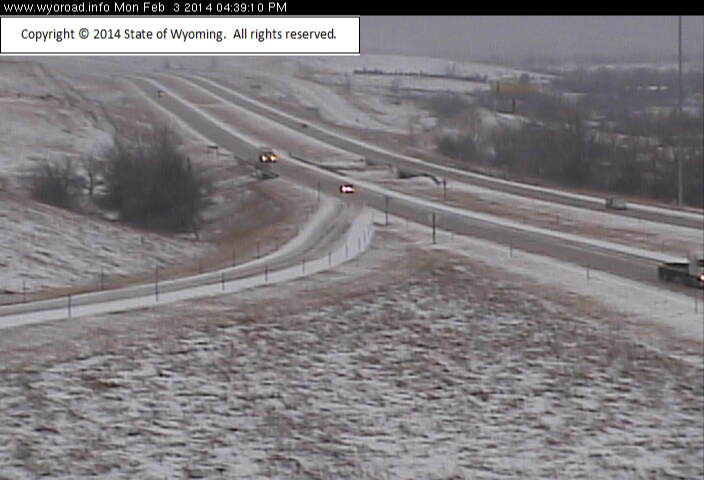 www.wyoroad.info Mon Feb 3 2014 04:39:10 PM
Copyright © 2014 State of Wyoming. All rights reserved.